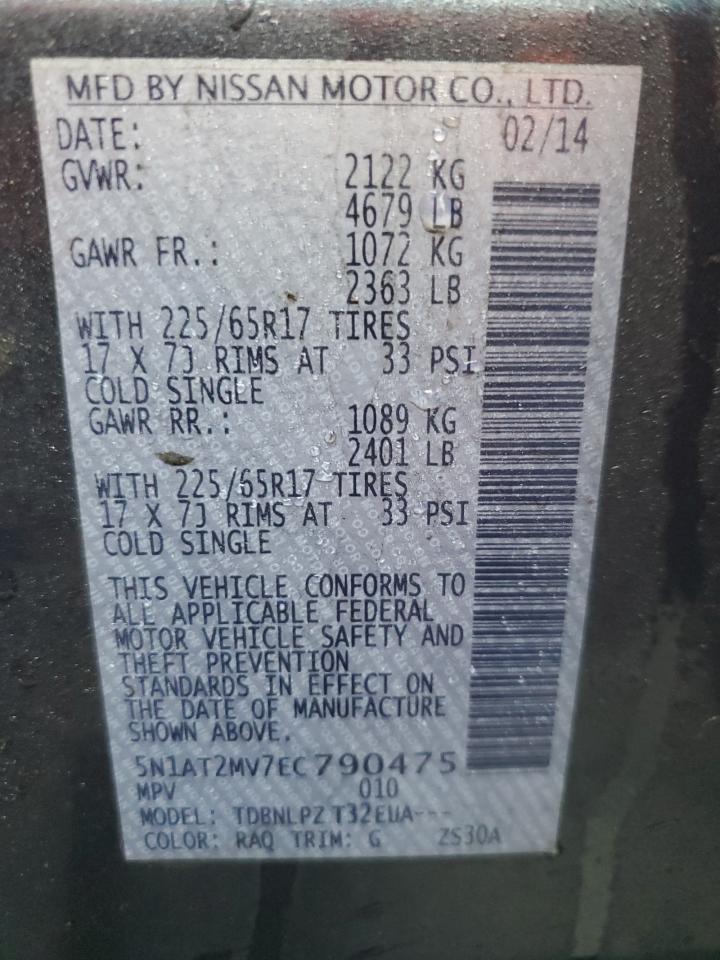 MFD BY NISSAN MOTOR CO., LTD.
DATE: 02/14
GVWR: 2122 KG
4679 LB
GAWR FR.: 1072 KG
2363 LB
WITH 225/65R17 TIRES
17 X 7J RIMS AT 33 PSI
COLD SINGLE
GAWR RR.: 1089 KG
2401 LB
WITH 225/65R17 TIRES
17 X 7J RIMS AT 33 PSI
COLD SINGLE
THIS VEHICLE CONFORMS TO
ALL APPLICABLE FEDERAL
MOTOR VEHICLE SAFETY AND
THEFT PREVENTION
STANDARDS IN EFFECT ON
THE DATE OF MANUFACTURE
SHOWN ABOVE.
5N1AT2MV7EC790475
MPV 010
MODEL: TDBNLPZ T32EUA---
COLOR: RAQ TRIM: G ZS30A